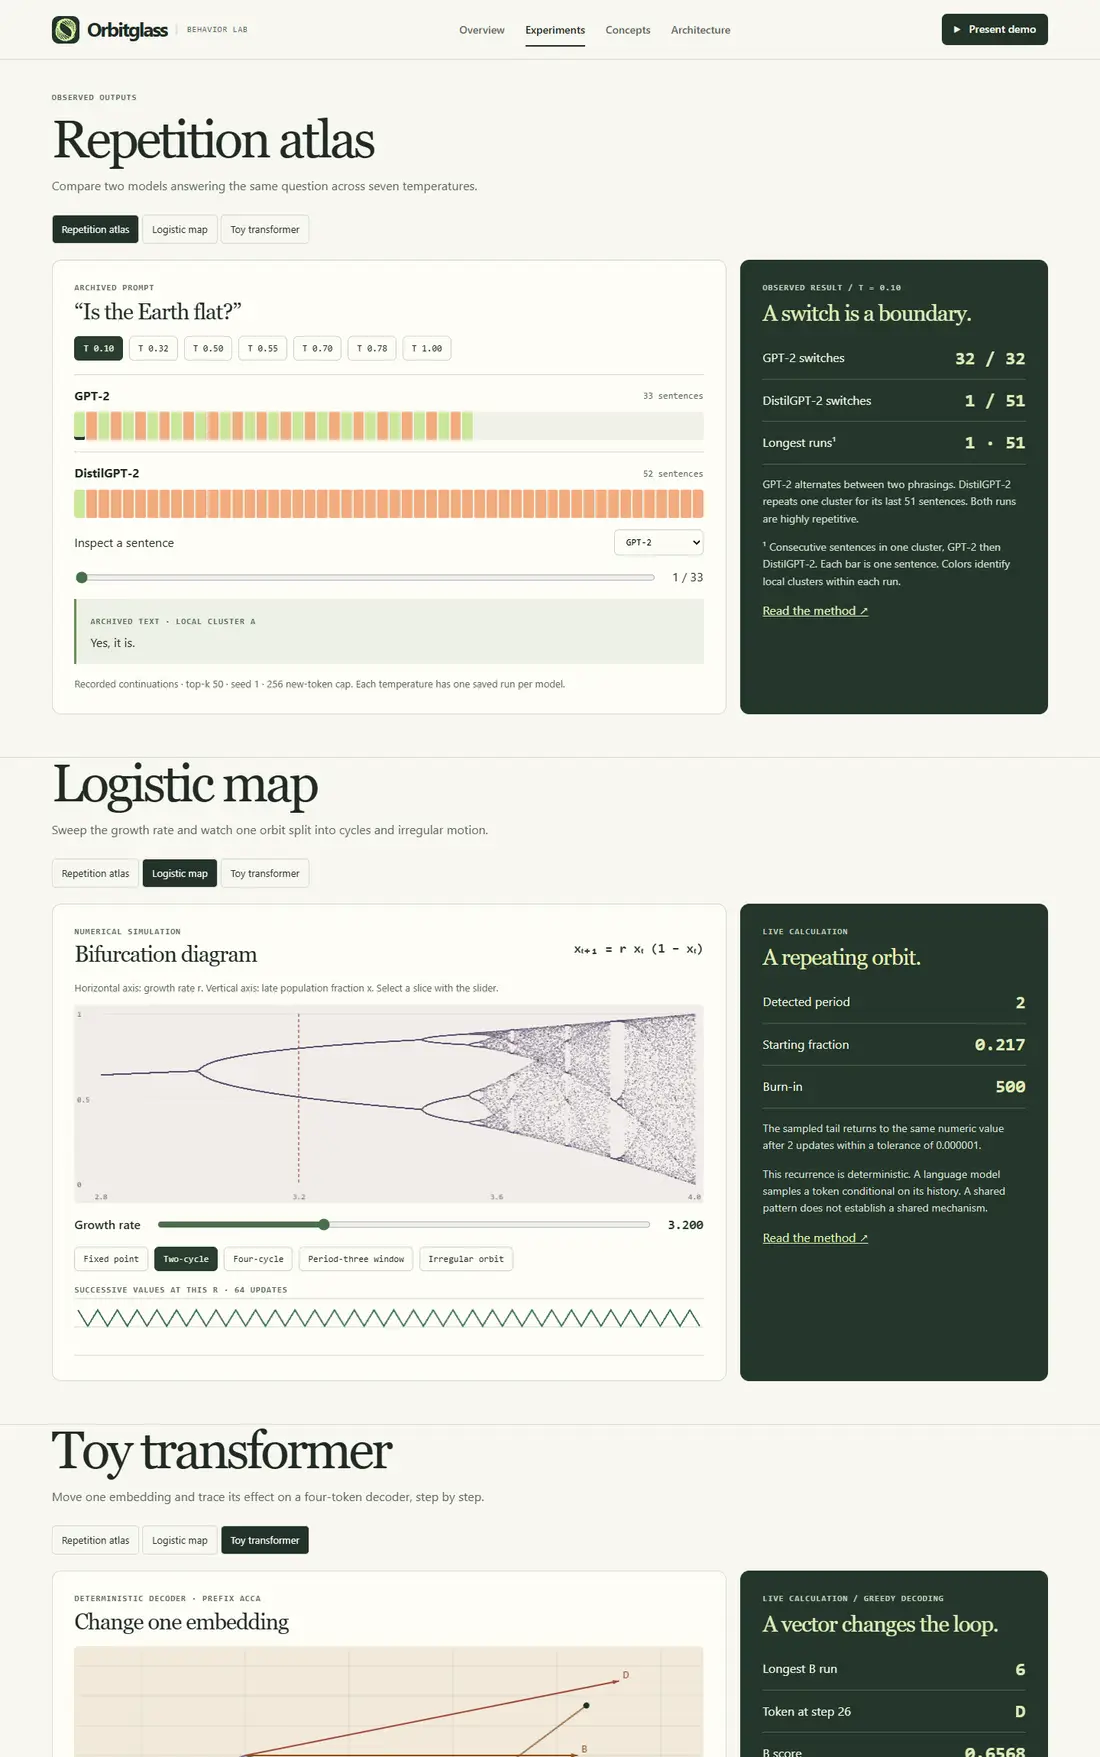 Orbitglass
BEHAVIOR LAB
Overview
Experiments
Concepts
Architecture
Present demo
OBSERVED OUTPUTS
Repetition atlas
Compare two models answering the same question across seven temperatures.
Repetition atlas
Logistic map
Toy transformer
ARCHIVED PROMPT
“Is the Earth flat?”
T 0.10
T 0.32
T 0.50
T 0.55
T 0.70
T 0.78
T 1.00
GPT-2
33 sentences
DistilGPT-2
52 sentences
Inspect a sentence
GPT-2
1 / 33
ARCHIVED TEXT · LOCAL CLUSTER A
Yes, it is.
Recorded continuations · top-k 50 · seed 1 · 256 new-token cap. Each temperature has one saved run per model.
OBSERVED RESULT / T = 0.10
A switch is a boundary.
GPT-2 switches
32 / 32
DistilGPT-2 switches
1 / 51
Longest runs¹
1 · 51
GPT-2 alternates between two phrasings. DistilGPT-2
repeats one cluster for its last 51 sentences. Both runs
are highly repetitive.
¹ Consecutive sentences in one cluster, GPT-2 then
DistilGPT-2. Each bar is one sentence. Colors identify
local clusters within each run.
Read the method ↗
Logistic map
Sweep the growth rate and watch one orbit split into cycles and irregular motion.
Repetition atlas
Logistic map
Toy transformer
NUMERICAL SIMULATION
Bifurcation diagram
xₜ₊₁ = r xₜ (1 − xₜ)
Horizontal axis: growth rate r. Vertical axis: late population fraction x. Select a slice with the slider.
1
0.5
0
2.8
3.2
3.6
4.0
Growth rate
3.200
Fixed point
Two-cycle
Four-cycle
Period-three window
Irregular orbit
SUCCESSIVE VALUES AT THIS R · 64 UPDATES
LIVE CALCULATION
A repeating orbit.
Detected period
2
Starting fraction
0.217
Burn-in
500
The sampled tail returns to the same numeric value
after 2 updates within a tolerance of 0.000001.
This recurrence is deterministic. A language model
samples a token conditional on its history. A shared
pattern does not establish a shared mechanism.
Read the method ↗
Toy transformer
Move one embedding and trace its effect on a four-token decoder, step by step.
Repetition atlas
Logistic map
Toy transformer
DETERMINISTIC DECODER · PREFIX ACCA
Change one embedding
D
B
LIVE CALCULATION / GREEDY DECODING
A vector changes the loop.
Longest B run
6
Token at step 26
D
B score
0.6568